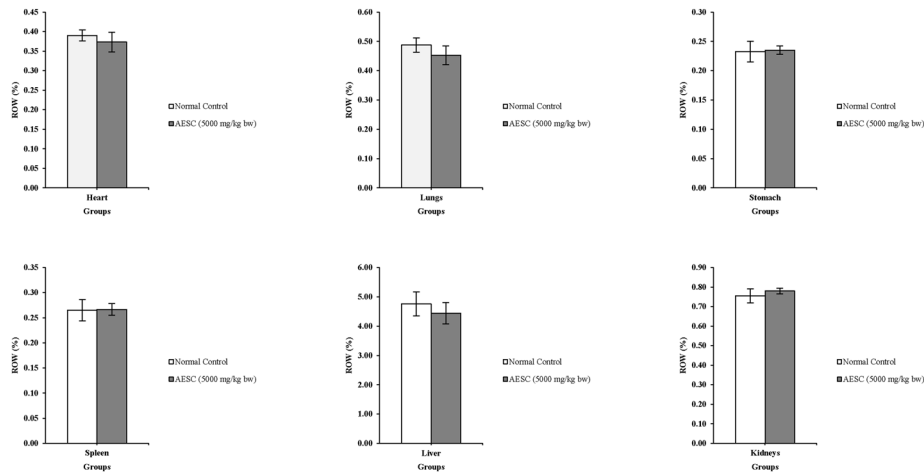 0.45
0.40
0.35
0.30
0.25
0.20
0.15
0.10
0.05
0.00
ROW (%)
Heart
Groups
Normal Control
AESC (5000 mg/kg bw)
0.60
0.50
0.40
0.30
0.20
0.10
0.00
ROW (%)
Lungs
Groups
Normal Control
AESC (5000 mg/kg bw)
0.30
0.25
0.20
0.15
0.10
0.05
0.00
ROW (%)
Stomach
Groups
Normal Control
AESC (5000 mg/kg bw)
0.35
0.30
0.25
0.20
0.15
0.10
0.05
0.00
ROW (%)
Spleen
Groups
Normal Control
AESC (5000 mg/kg bw)
6.00
5.00
4.00
3.00
2.00
1.00
0.00
ROW (%)
Liver
Groups
Normal Control
AESC (5000 mg/kg bw)
0.90
0.80
0.70
0.60
0.50
0.40
0.30
0.20
0.10
0.00
ROW (%)
Kidneys
Groups
Normal Control
AESC (5000 mg/kg bw)